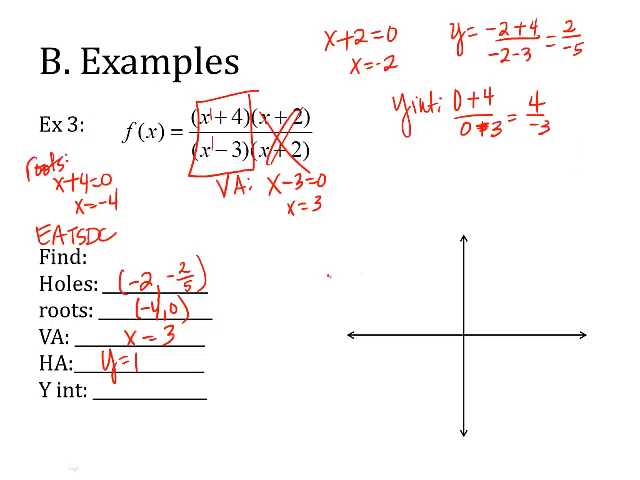 B. Examples
x+2=0
x=-2
y= (-2+4)/(-2-3) = 2/-5
y int: (0+4)/(0-3) = 4/-3
Ex 3: f(x) = (x+4)(x+2)/(x−3)(x+2)
1
1
roots:
x+4=0
x=-4
VA: x-3=0
x=3
EATSDC
Find:
Holes: (-2, -2/5)
roots: (-4,0)
VA: x=3
HA: y=1
Y int: